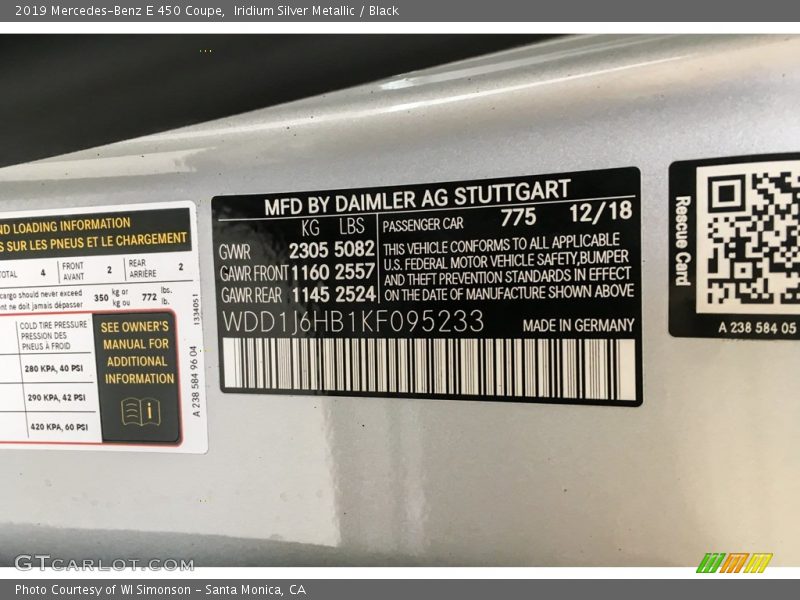 2019 Mercedes-Benz E 450 Coupe, Iridium Silver Metallic / Black
ND LOADING INFORMATION
S SUR LES PNEUS ET LE CHARGEMENT
TOTAL 4 FRONT AVANT 2 REAR ARRIÈRE 2
cargo should never exceed
nt ne doit jamais dépasser
350 kg or kg ou 772 lbs. lb.
COLD TIRE PRESSURE
PRESSION DES
PNEUS À FROID
280 KPA, 40 PSI
290 KPA, 42 PSI
420 KPA, 60 PSI
SEE OWNER'S
MANUAL FOR
ADDITIONAL
INFORMATION
1334D51
A 238 584 96 04
MFD BY DAIMLER AG STUTTGART
KG LBS
GWR 2305 5082
GAWR FRONT 1160 2557
GAWR REAR 1145 2524
PASSENGER CAR 775 12/18
THIS VEHICLE CONFORMS TO ALL APPLICABLE
U.S. FEDERAL MOTOR VEHICLE SAFETY,BUMPER
AND THEFT PREVENTION STANDARDS IN EFFECT
ON THE DATE OF MANUFACTURE SHOWN ABOVE
WDD1J6HB1KF095233 MADE IN GERMANY
Rescue Card
A 238 584 05
GTCARLOT.COM
Photo Courtesy of WI Simonson - Santa Monica, CA